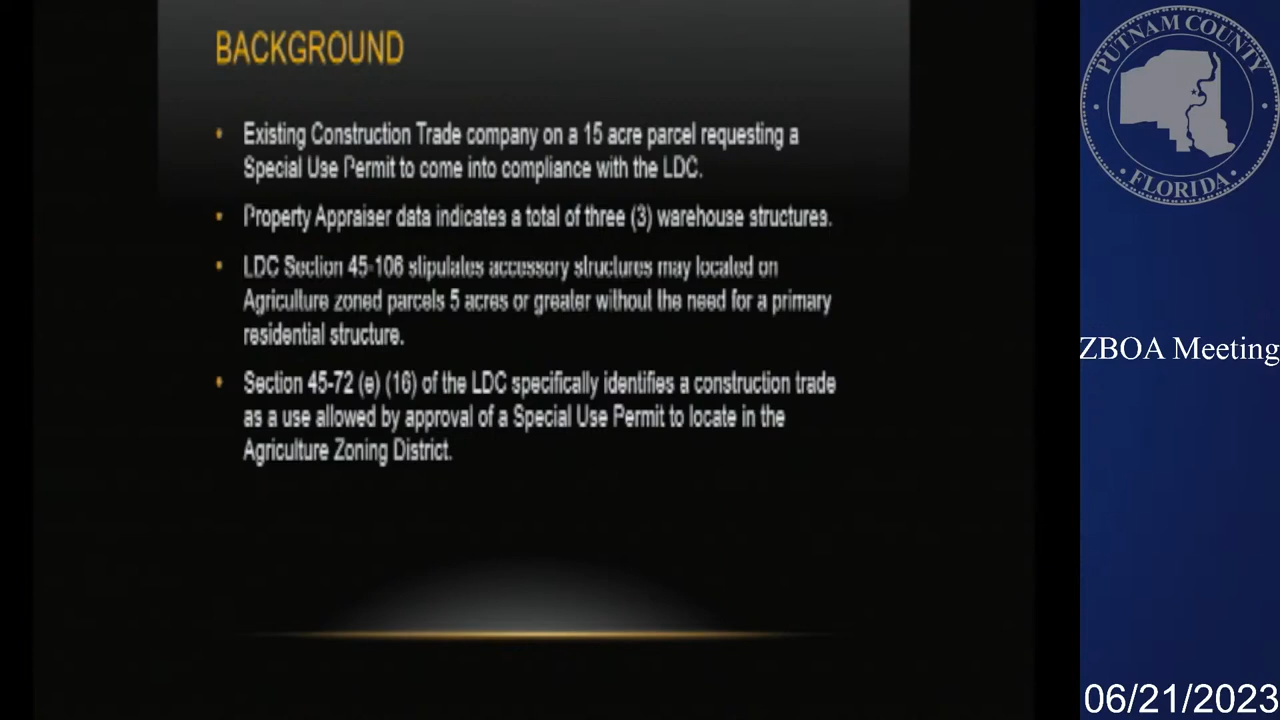 BACKGROUND
• Existing Construction Trade company on a 15 acre parcel requesting a
Special Use Permit to come into compliance with the LDC.
• Property Appraiser data indicates a total of three (3) warehouse structures.
• LDC Section 45-106 stipulates accessory structures may located on
Agriculture zoned parcels 5 acres or greater without the need for a primary
residential structure.
• Section 45-72 (e) (16) of the LDC specifically identifies a construction trade
as a use allowed by approval of a Special Use Permit to locate in the
Agriculture Zoning District.
PUTNAM COUNTY
• FLORIDA •
ZBOA Meeting
06/21/2023